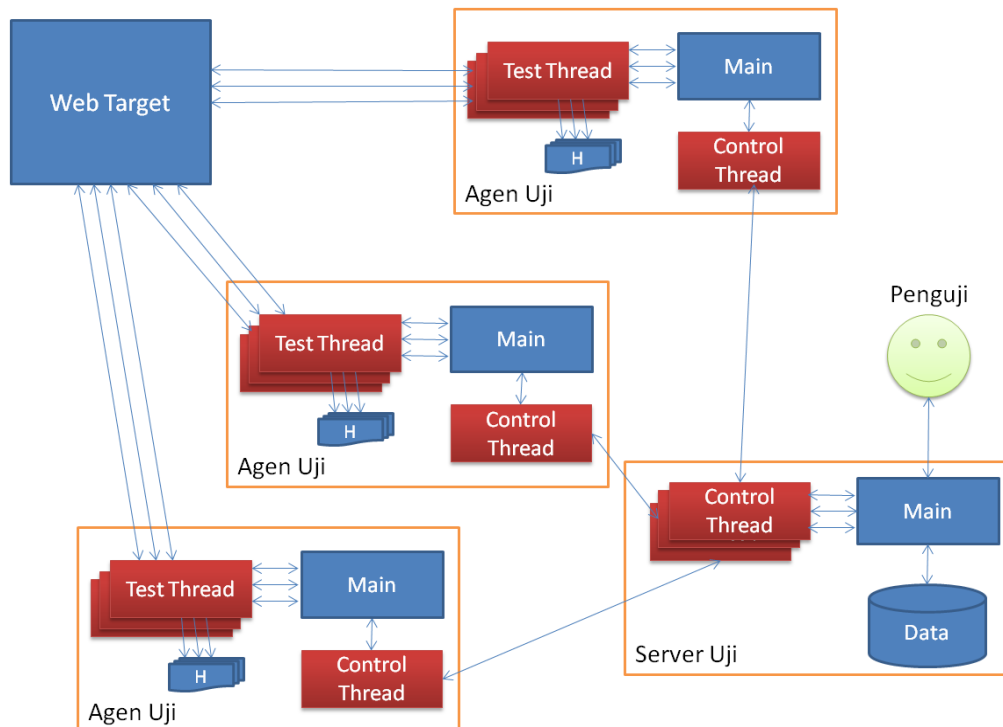 Web Target
Test Thread
Main
H
Control
Thread
Agen Uji
Test Thread
Main
H
Control
Thread
Agen Uji
Penguji
Control
Thread
Main
Data
Server Uji
Test Thread
Main
H
Control
Thread
Agen Uji